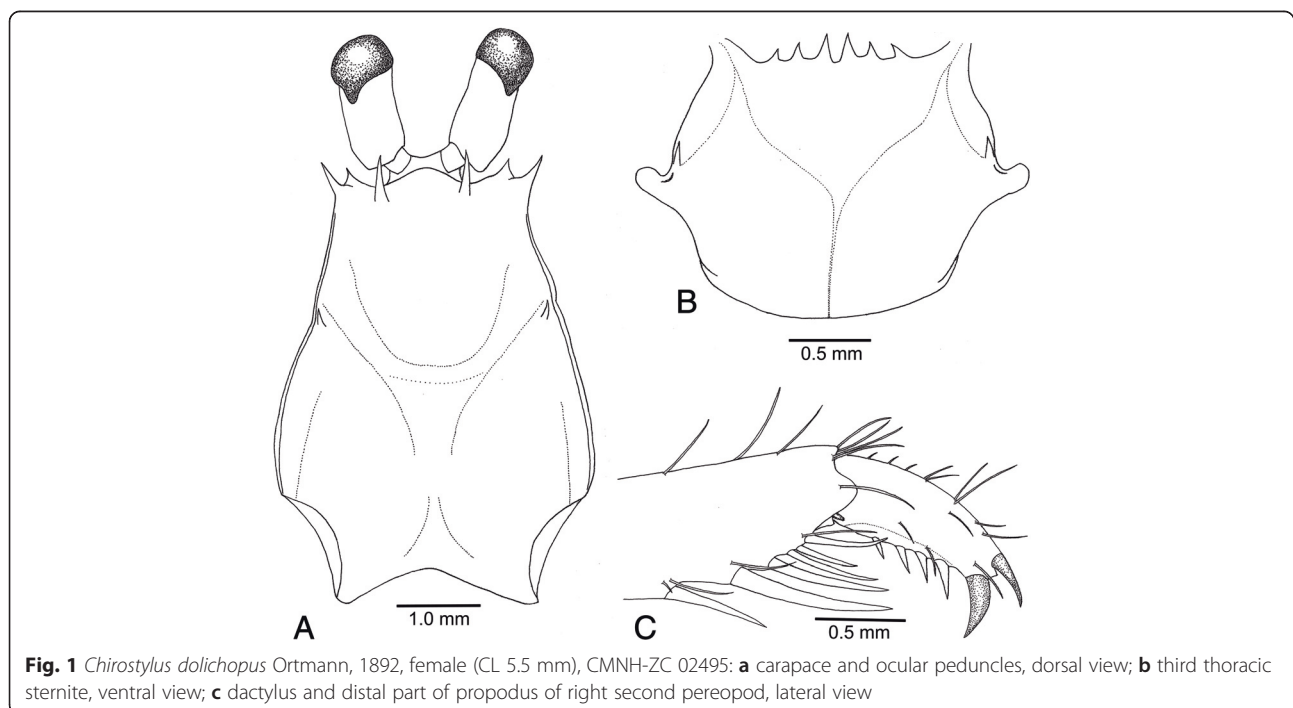 B
0.5 mm
A
1.0 mm
C
0.5 mm
Fig. 1 Chirostylus dolichopus Ortmann, 1892, female (CL 5.5 mm), CMNH-ZC 02495: a carapace and ocular peduncles, dorsal view; b third thoracic
sternite, ventral view; c dactylus and distal part of propodus of right second pereopod, lateral view